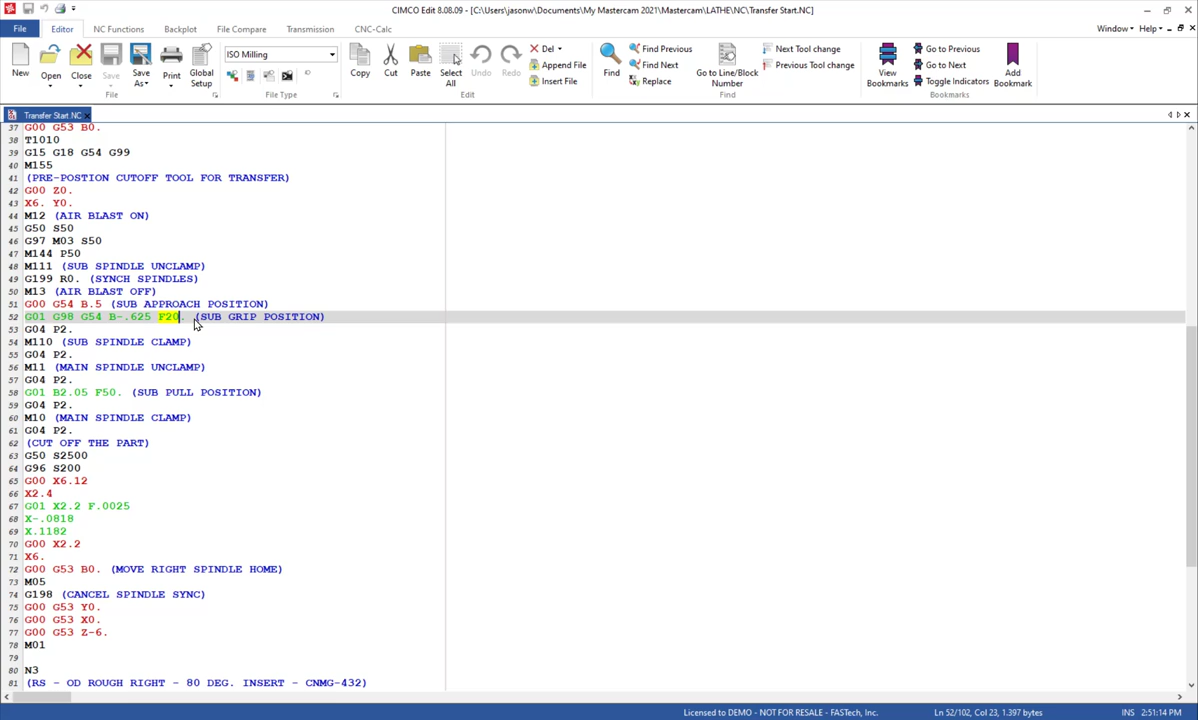 CIMCO Edit 8.08.09 - [C:\Users\jasonw\Documents\My Mastercam 2021\Mastercam\LATHE\NC\Transfer Start.NC]
File Editor NC Functions Backplot File Compare Transmission CNC-Calc Window Help
New Open Close Save Save As Print Global Setup
ISO Milling
Copy Cut Paste Select All Undo Redo
Del
Append File
Insert File
Find
Find Previous
Find Next
Replace
Go to Line/Block Number
Next Tool change
Previous Tool change
View Bookmarks
Go to Previous
Go to Next
Toggle Indicators
Add Bookmark
File File Type Edit Find Bookmarks
Transfer Start.NC
37 G00 G53 B0.
38 T1010
39 G15 G18 G54 G99
40 M155
41 (PRE-POSTION CUTOFF TOOL FOR TRANSFER)
42 G00 Z0.
43 X6. Y0.
44 M12 (AIR BLAST ON)
45 G50 S50
46 G97 M03 S50
47 M144 P50
48 M111 (SUB SPINDLE UNCLAMP)
49 G199 R0. (SYNCH SPINDLES)
50 M13 (AIR BLAST OFF)
51 G00 G54 B.5 (SUB APPROACH POSITION)
52 G01 G98 G54 B-.625 F20. (SUB GRIP POSITION)
53 G04 P2.
54 M110 (SUB SPINDLE CLAMP)
55 G04 P2.
56 M11 (MAIN SPINDLE UNCLAMP)
57 G04 P2.
58 G01 B2.05 F50. (SUB PULL POSITION)
59 G04 P2.
60 M10 (MAIN SPINDLE CLAMP)
61 G04 P2.
62 (CUT OFF THE PART)
63 G50 S2500
64 G96 S200
65 G00 X6.12
66 X2.4
67 G01 X2.2 F.0025
68 X-.0818
69 X.1182
70 G00 X2.2
71 X6.
72 G00 G53 B0. (MOVE RIGHT SPINDLE HOME)
73 M05
74 G198 (CANCEL SPINDLE SYNC)
75 G00 G53 Y0.
76 G00 G53 X0.
77 G00 G53 Z-6.
78 M01
79
80 N3
81 (RS - OD ROUGH RIGHT - 80 DEG. INSERT - CNMG-432)
Licensed to DEMO - NOT FOR RESALE - FASTech, Inc. Ln 52/102, Col 23, 1.397 bytes INS 2:51:14 PM